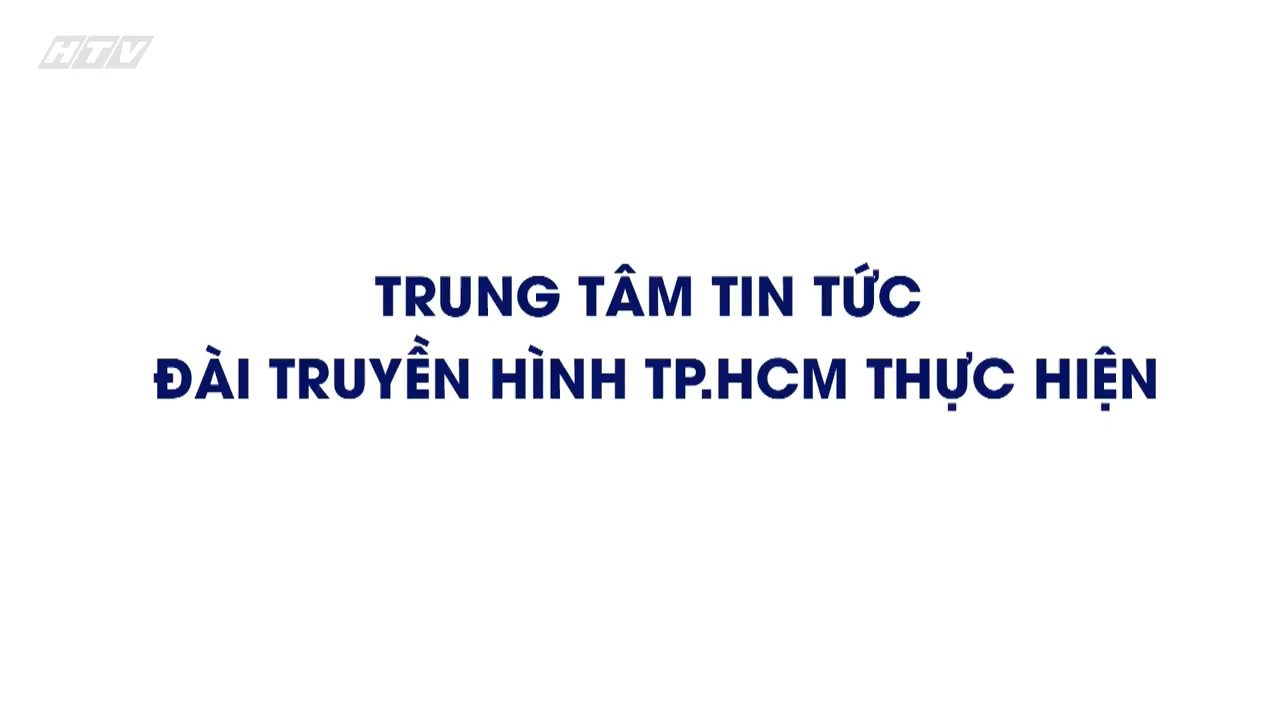 HTV
TRUNG TÂM TIN TỨC
ĐÀI TRUYỀN HÌNH TP.HCM THỰC HIỆN